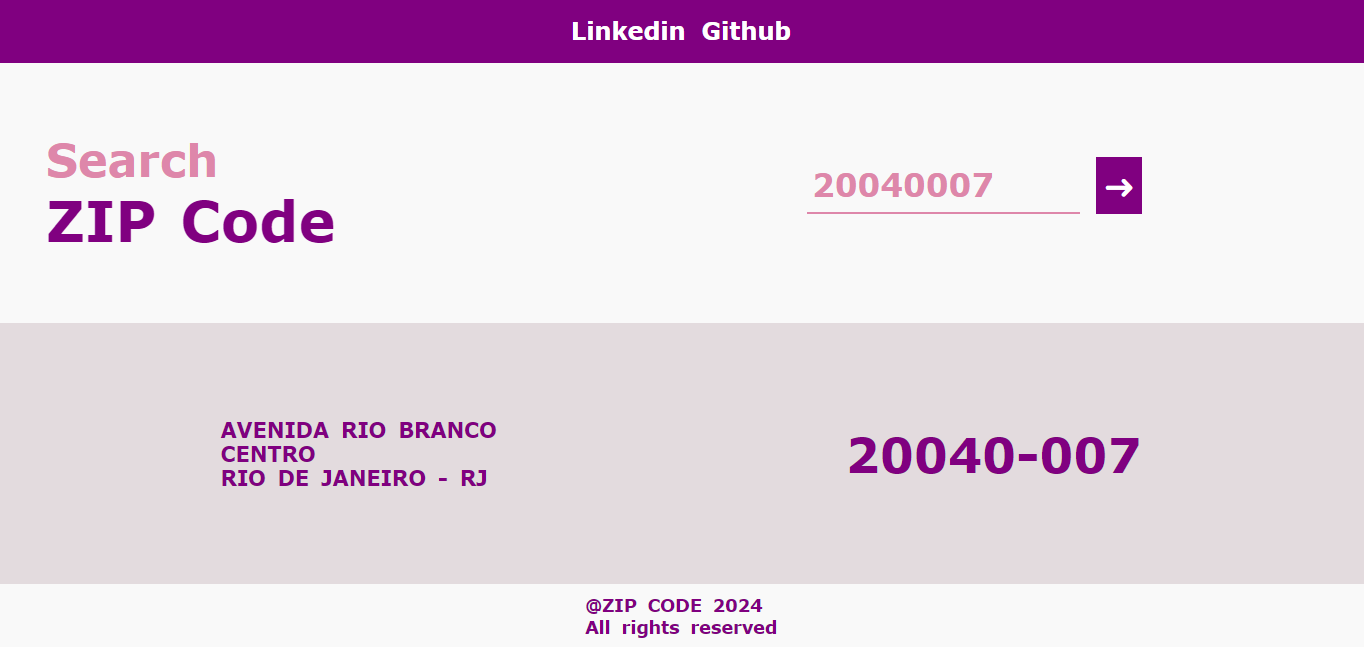 Linkedin Github
Search
ZIP Code
20040007
➜
AVENIDA RIO BRANCO
CENTRO
RIO DE JANEIRO - RJ
20040-007
@ZIP CODE 2024
All rights reserved